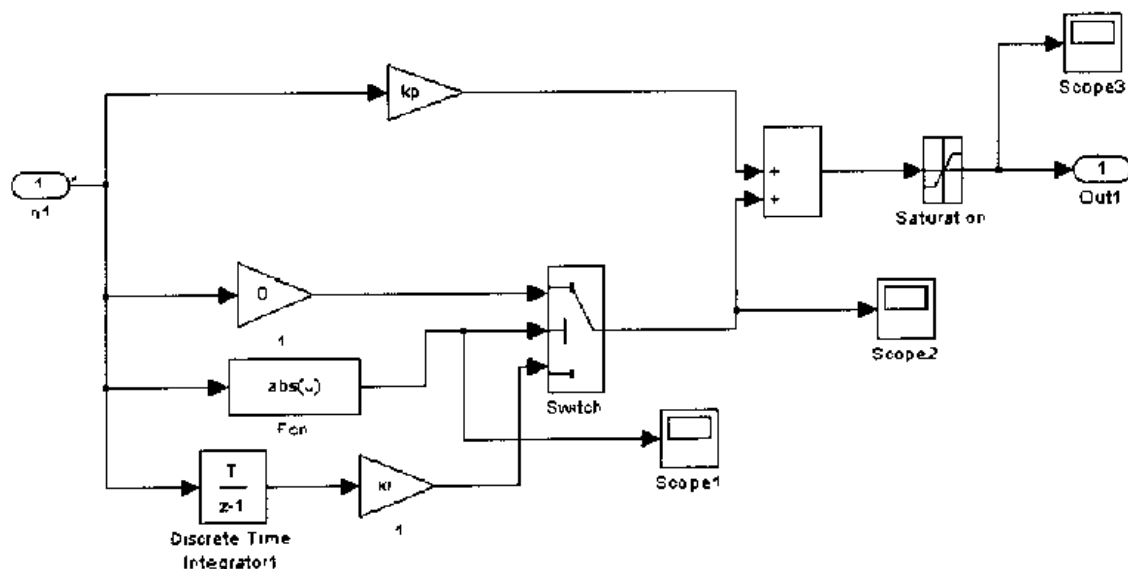 Scope3
kp
1
n1
+
+
Saturation
1
Out1
0
1
Switch
Scope2
abs(u)
Fcn
Scope1
T
z-1
ki
1
Discrete Time
Integrator1